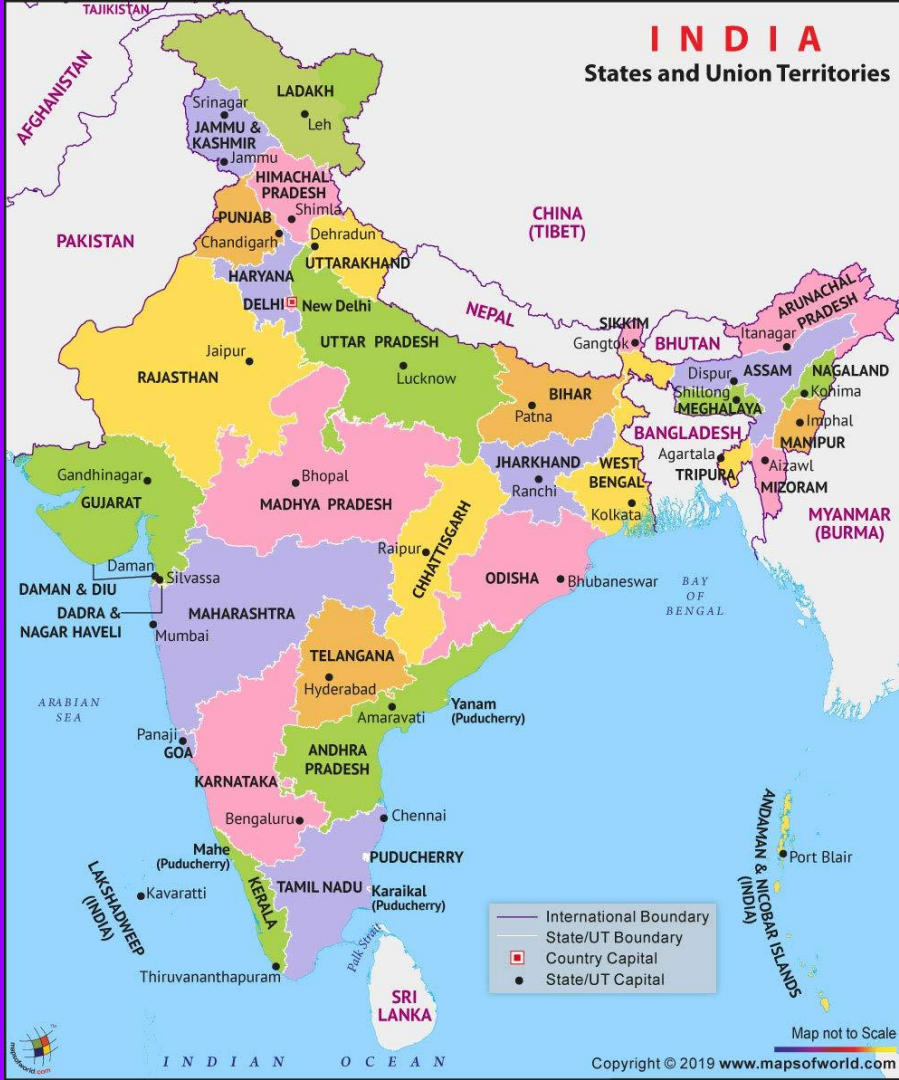 TAJIKISTAN
INDIA
States and Union Territories
AFGHANISTAN
LADAKH
Srinagar
Leh
JAMMU &
KASHMIR
Jammu
HIMACHAL
PRADESH
Shimla
PUNJAB
Chandigarh
CHINA
(TIBET)
PAKISTAN
Dehradun
UTTARAKHAND
HARYANA
DELHI
New Delhi
NEPAL
ARUNACHAL
PRADESH
SIKKIM
Itanagar
Gangtok
BHUTAN
UTTAR PRADESH
Jaipur
RAJASTHAN
Lucknow
Dispur
ASSAM
NAGALAND
BIHAR
Shillong
Kohima
MEGHALAYA
Patna
Imphal
BANGLADESH
MANIPUR
Agartala
JHARKHAND
WEST
BENGAL
TRIPURA
Aizawl
MIZORAM
Gandhinagar
GUJARAT
Bhopal
MADHYA PRADESH
Ranchi
Kolkata
MYANMAR
(BURMA)
Raipur
CHHATTISGARH
Daman
Silvassa
DAMAN & DIU
ODISHA
Bhubaneswar
BAY
OF
BENGAL
DADRA &
NAGAR HAVELI
MAHARASHTRA
Mumbai
TELANGANA
Hyderabad
ARABIAN
SEA
Yanam
(Puducherry)
Amaravati
Panaji
GOA
ANDHRA
PRADESH
KARNATAKA
Bengaluru
Chennai
Mahe
(Puducherry)
PUDUCHERRY
ANDAMAN & NICOBAR ISLANDS
(INDIA)
Port Blair
LAKSHADWEEP
(INDIA)
Kavaratti
KERALA
TAMIL NADU
Karaikal
(Puducherry)
International Boundary
State/UT Boundary
Country Capital
State/UT Capital
Palk Strait
Thiruvananthapuram
SRI
LANKA
Map not to Scale
mapsofworld.com
INDIAN OCEAN
Copyright © 2019 www.mapsofworld.com